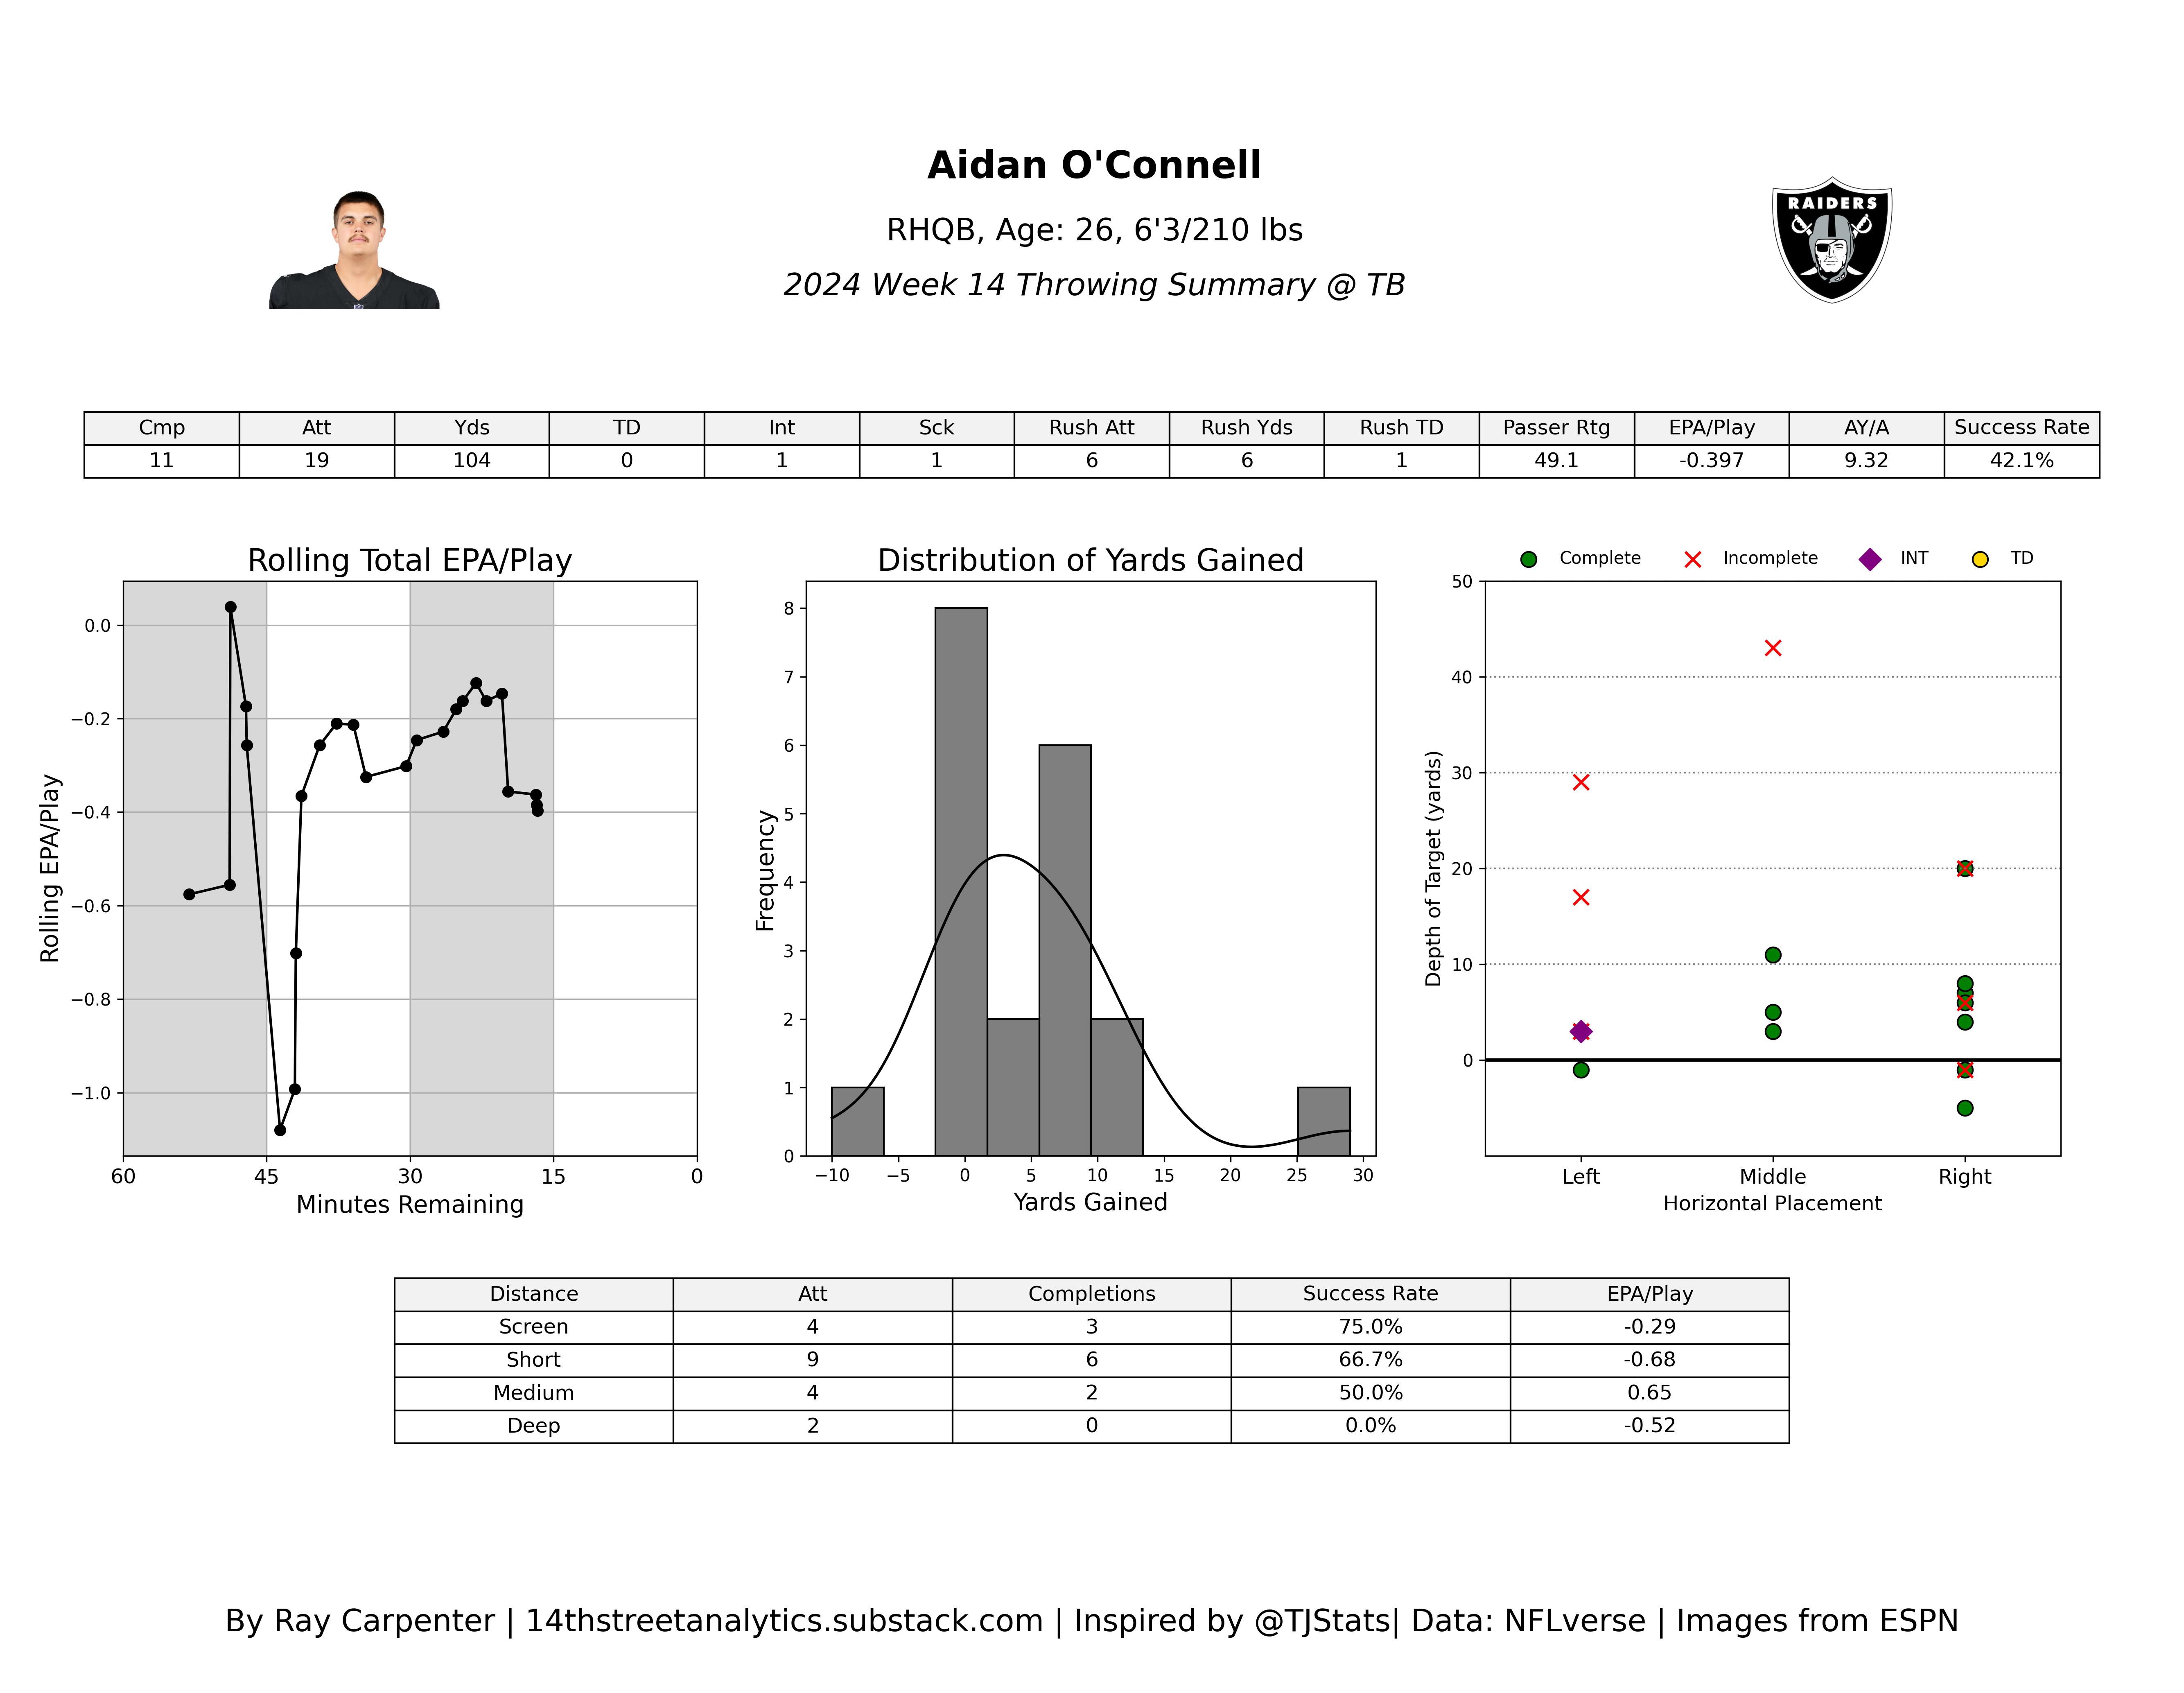 Aidan O'Connell
RHQB, Age: 26, 6'3/210 lbs
2024 Week 14 Throwing Summary @ TB
RAIDERS
Cmp Att Yds TD Int Sck Rush Att Rush Yds Rush TD Passer Rtg EPA/Play AY/A Success Rate
11 19 104 0 1 1 6 6 1 49.1 -0.397 9.32 42.1%
Rolling Total EPA/Play
0.0
−0.2
−0.4
−0.6
−0.8
−1.0
Rolling EPA/Play
60 45 30 15 0
Minutes Remaining
Distribution of Yards Gained
8
7
6
5
4
3
2
1
0
Frequency
−10 −5 0 5 10 15 20 25 30
Yards Gained
Complete Incomplete INT TD
50
40
30
20
10
0
Depth of Target (yards)
Left Middle Right
Horizontal Placement
Distance Att Completions Success Rate EPA/Play
Screen 4 3 75.0% -0.29
Short 9 6 66.7% -0.68
Medium 4 2 50.0% 0.65
Deep 2 0 0.0% -0.52
By Ray Carpenter | 14thstreetanalytics.substack.com | Inspired by @TJStats| Data: NFLverse | Images from ESPN